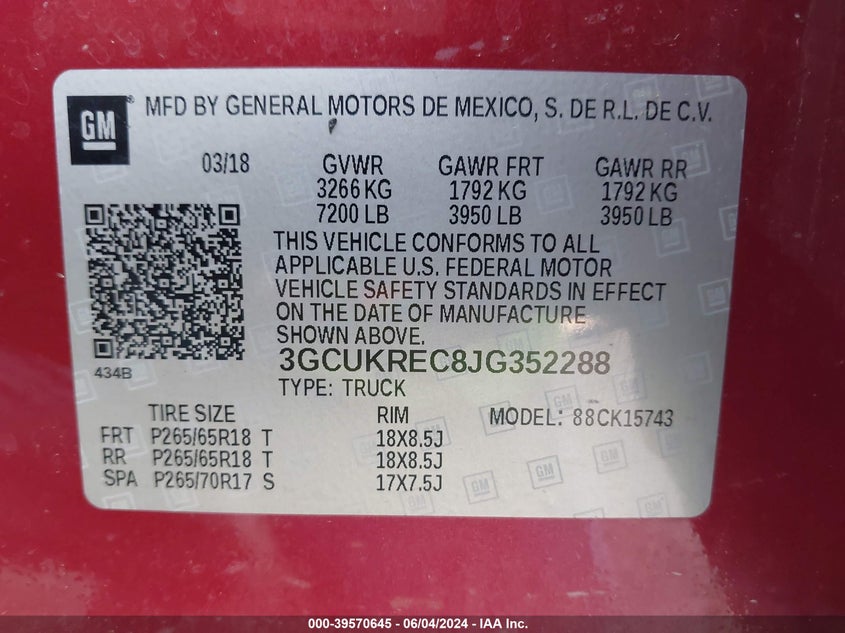 GM
MFD BY GENERAL MOTORS DE MEXICO, S. DE R.L. DE C.V.
03/18 GVWR GAWR FRT GAWR RR
3266 KG 1792 KG 1792 KG
7200 LB 3950 LB 3950 LB
THIS VEHICLE CONFORMS TO ALL
APPLICABLE U.S. FEDERAL MOTOR
VEHICLE SAFETY STANDARDS IN EFFECT
ON THE DATE OF MANUFACTURE
SHOWN ABOVE.
434B
3GCUKREC8JG352288
TYPE: TRUCK
TIRE SIZE RIM MODEL: 88CK15743
FRT P265/65R18 T 18X8.5J
RR P265/65R18 T 18X8.5J
SPA P265/70R17 S 17X7.5J
000-39570645 - 06/04/2024 - IAA Inc.